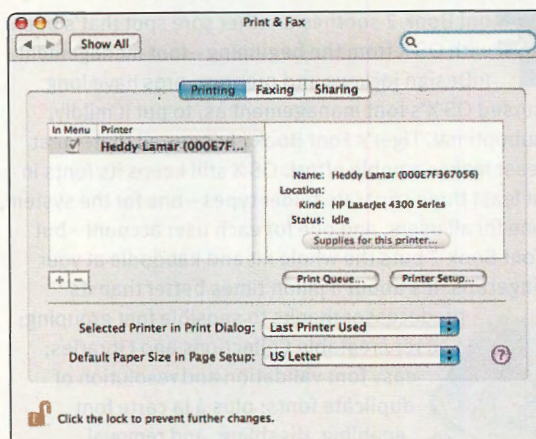 Print & Fax
Show All
Printing Faxing Sharing
In Menu Printer
Heddy Lamar (000E7F...
Name: Heddy Lamar (000E7F367056)
Location:
Kind: HP LaserJet 4300 Series
Status: Idle
Supplies for this printer...
+ −
Print Queue... Printer Setup...
Selected Printer in Print Dialog: Last Printer Used
Default Paper Size in Page Setup: US Letter
?
Click the lock to prevent further changes.